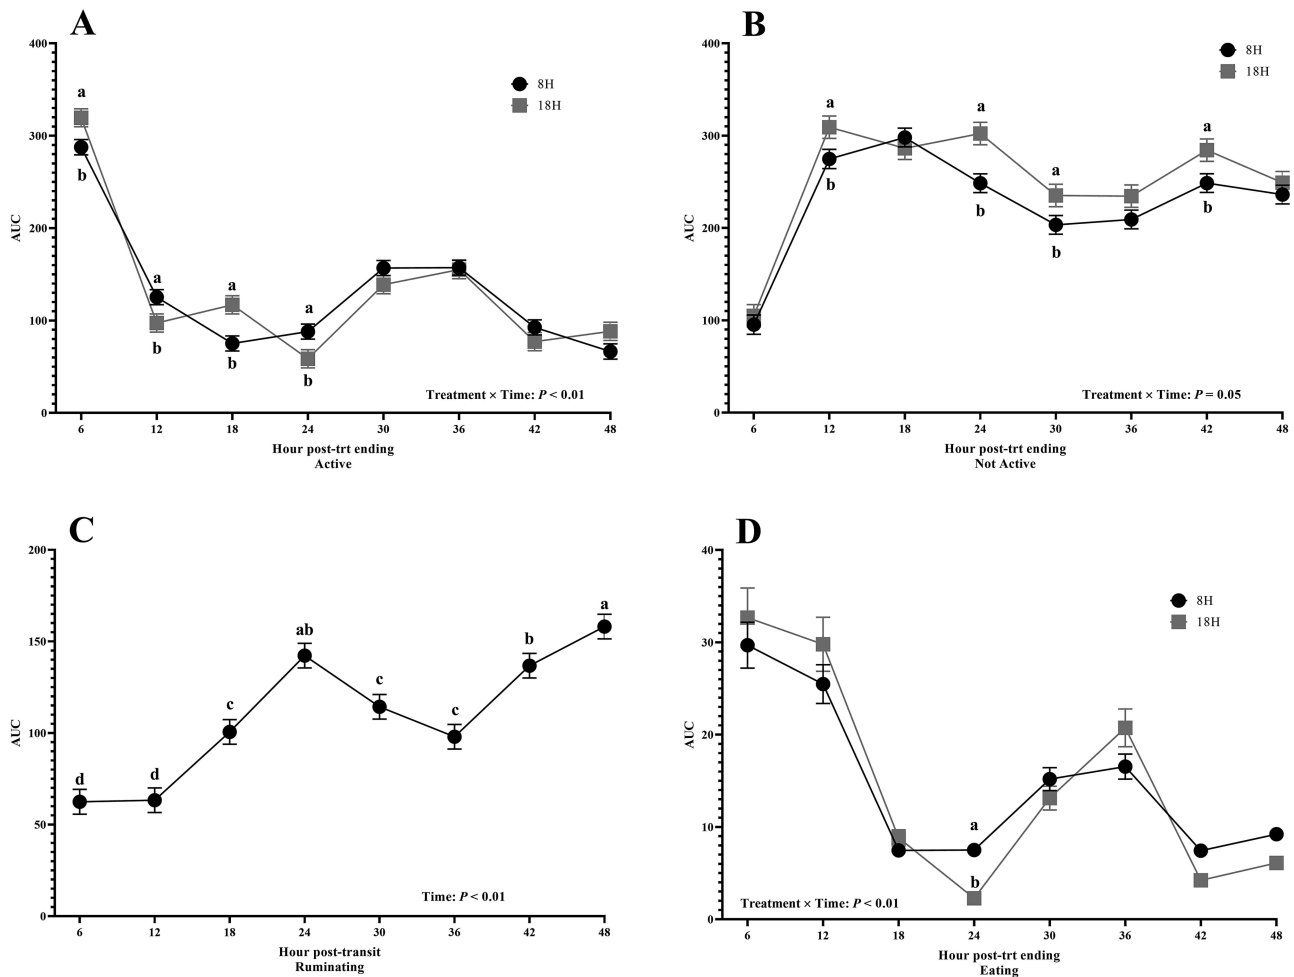 A
400
300
200
100
0
AUC
a
b
a
b
a
b
a
b
8H
18H
Treatment × Time: P < 0.01
6 12 18 24 30 36 42 48
Hour post-trt ending
Active
B
400
300
200
100
0
AUC
a
b
a
b
a
b
a
b
8H
18H
Treatment × Time: P = 0.05
6 12 18 24 30 36 42 48
Hour post-trt ending
Not Active
C
200
150
100
50
0
AUC
d
d
c
ab
c
c
b
a
Time: P < 0.01
6 12 18 24 30 36 42 48
Hour post-transit
Ruminating
D
40
30
20
10
0
AUC
8H
18H
a
b
Treatment × Time: P < 0.01
6 12 18 24 30 36 42 48
Hour post-trt ending
Eating